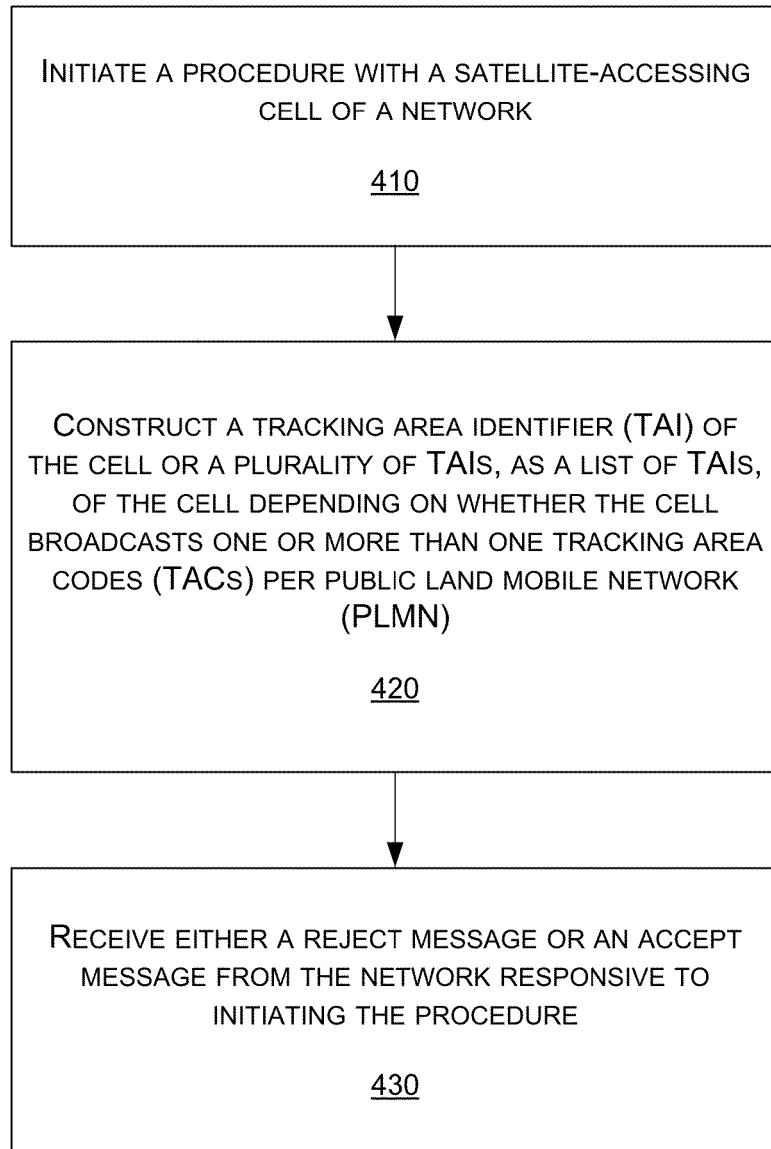 INITIATE A PROCEDURE WITH A SATELLITE-ACCESSING
CELL OF A NETWORK
410
CONSTRUCT A TRACKING AREA IDENTIFIER (TAI) OF
THE CELL OR A PLURALITY OF TAIS, AS A LIST OF TAIS,
OF THE CELL DEPENDING ON WHETHER THE CELL
BROADCASTS ONE OR MORE THAN ONE TRACKING AREA
CODES (TACS) PER PUBLIC LAND MOBILE NETWORK
(PLMN)
420
RECEIVE EITHER A REJECT MESSAGE OR AN ACCEPT
MESSAGE FROM THE NETWORK RESPONSIVE TO
INITIATING THE PROCEDURE
430